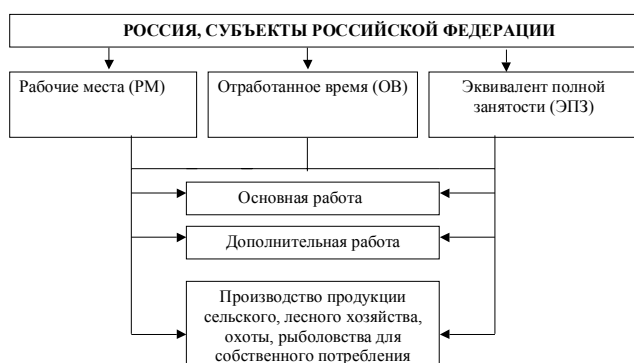 РОССИЯ, СУБЪЕКТЫ РОССИЙСКОЙ ФЕДЕРАЦИИ
Рабочие места (РМ)
Отработанное время (ОВ)
Эквивалент полной
занятости (ЭПЗ)
Основная работа
Дополнительная работа
Производство продукции
сельского, лесного хозяйства,
охоты, рыболовства для
собственного потребления